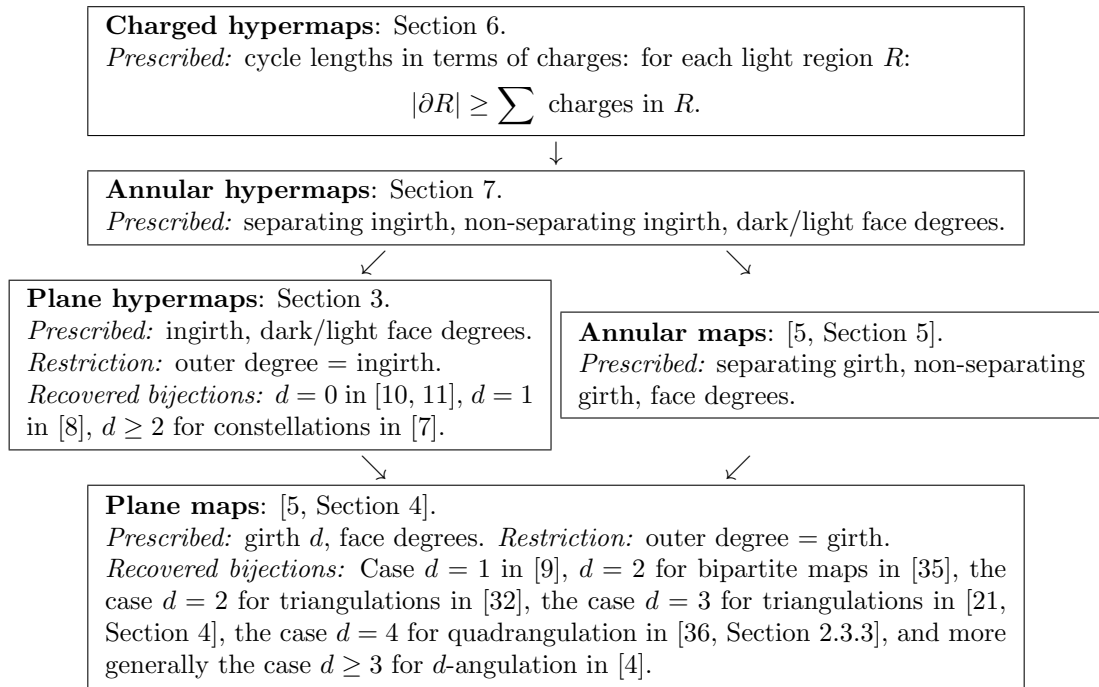 Charged hypermaps: Section 6.
Prescribed: cycle lengths in terms of charges: for each light region R:
|∂R| ≥ ∑ charges in R.
↓
Annular hypermaps: Section 7.
Prescribed: separating ingirth, non-separating ingirth, dark/light face degrees.
↙ ↘
Plane hypermaps: Section 3.
Prescribed: ingirth, dark/light face degrees.
Restriction: outer degree = ingirth.
Recovered bijections: d = 0 in [10, 11], d = 1
in [8], d ≥ 2 for constellations in [7].
Annular maps: [5, Section 5].
Prescribed: separating girth, non-separating
girth, face degrees.
↘ ↙
Plane maps: [5, Section 4].
Prescribed: girth d, face degrees. Restriction: outer degree = girth.
Recovered bijections: Case d = 1 in [9], d = 2 for bipartite maps in [35], the
case d = 2 for triangulations in [32], the case d = 3 for triangulations in [21,
Section 4], the case d = 4 for quadrangulation in [36, Section 2.3.3], and more
generally the case d ≥ 3 for d-angulation in [4].